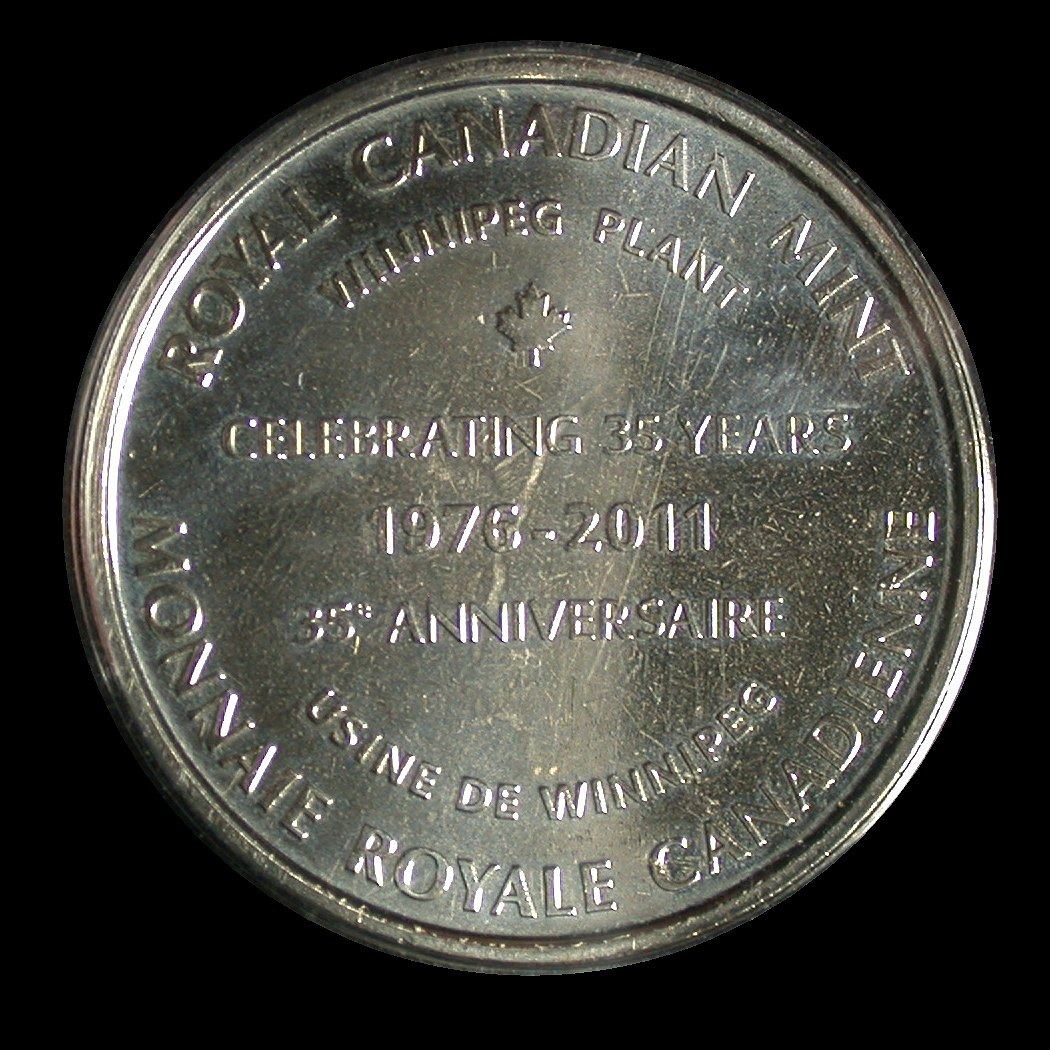 ROYAL CANADIAN MINT
WINNIPEG PLANT
CELEBRATING 35 YEARS
1976-2011
35e ANNIVERSAIRE
USINE DE WINNIPEG
MONNAIE ROYALE CANADIENNE